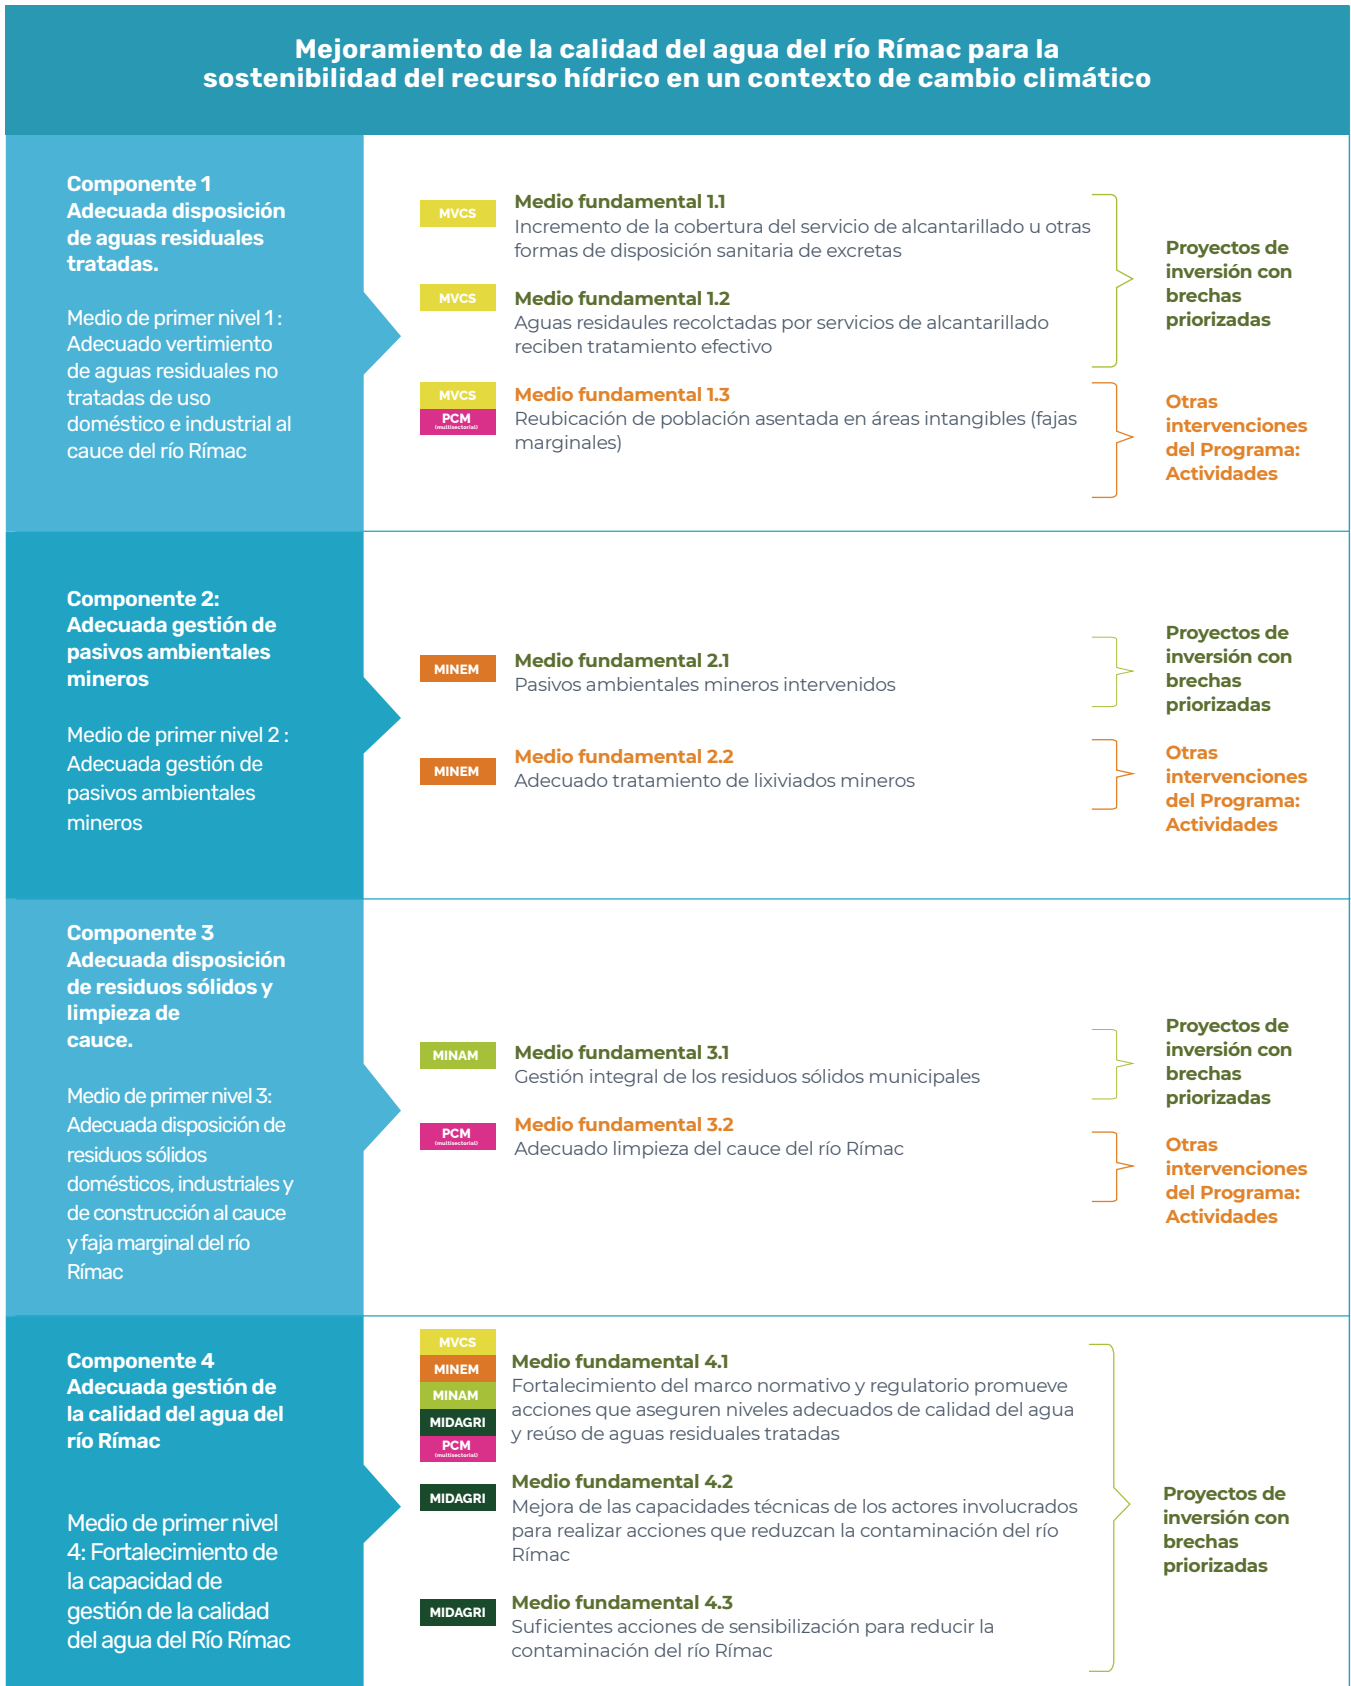 Mejoramiento de la calidad del agua del río Rímac para la
sostenibilidad del recurso hídrico en un contexto de cambio climático
Componente 1
Adecuada disposición
de aguas residuales
tratadas.
Medio de primer nivel 1 :
Adecuado vertimiento
de aguas residuales no
tratadas de uso
doméstico e industrial al
cauce del río Rímac
MVCS
Medio fundamental 1.1
Incremento de la cobertura del servicio de alcantarillado u otras
formas de disposición sanitaria de excretas
MVCS
Medio fundamental 1.2
Aguas residaules recolctadas por servicios de alcantarillado
reciben tratamiento efectivo
Proyectos de
inversión con
brechas
priorizadas
MVCS
PCM
(multisectorial)
Medio fundamental 1.3
Reubicación de población asentada en áreas intangibles (fajas
marginales)
Otras
intervenciones
del Programa:
Actividades
Componente 2:
Adecuada gestión de
pasivos ambientales
mineros
Medio de primer nivel 2 :
Adecuada gestión de
pasivos ambientales
mineros
MINEM
Medio fundamental 2.1
Pasivos ambientales mineros intervenidos
Proyectos de
inversión con
brechas
priorizadas
MINEM
Medio fundamental 2.2
Adecuado tratamiento de lixiviados mineros
Otras
intervenciones
del Programa:
Actividades
Componente 3
Adecuada disposición
de residuos sólidos y
limpieza de
cauce.
Medio de primer nivel 3:
Adecuada disposición de
residuos sólidos
domésticos, industriales y
de construcción al cauce
y faja marginal del río
Rímac
MINAM
Medio fundamental 3.1
Gestión integral de los residuos sólidos municipales
Proyectos de
inversión con
brechas
priorizadas
PCM
(multisectorial)
Medio fundamental 3.2
Adecuado limpieza del cauce del río Rímac
Otras
intervenciones
del Programa:
Actividades
Componente 4
Adecuada gestión de
la calidad del agua del
río Rímac
Medio de primer nivel
4: Fortalecimiento de
la capacidad de
gestión de la calidad
del agua del Río Rímac
MVCS
MINEM
MINAM
MIDAGRI
PCM
(multisectorial)
Medio fundamental 4.1
Fortalecimiento del marco normativo y regulatorio promueve
acciones que aseguren niveles adecuados de calidad del agua
y reúso de aguas residuales tratadas
MIDAGRI
Medio fundamental 4.2
Mejora de las capacidades técnicas de los actores involucrados
para realizar acciones que reduzcan la contaminación del río
Rímac
MIDAGRI
Medio fundamental 4.3
Suficientes acciones de sensibilización para reducir la
contaminación del río Rímac
Proyectos de
inversión con
brechas
priorizadas